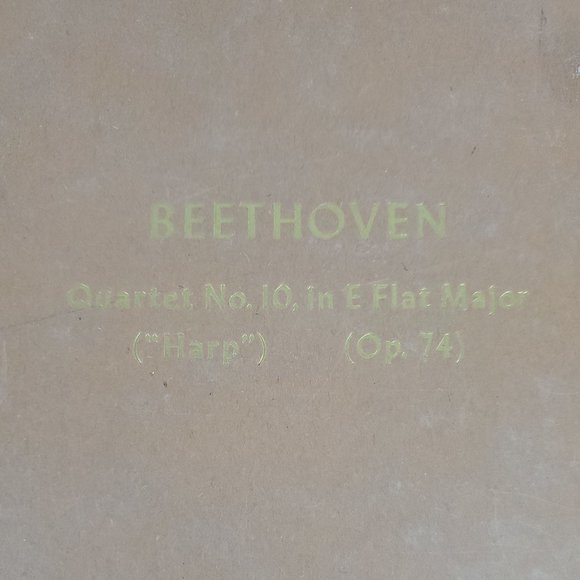 BEETHOVEN
Quartet No. 10, in E Flat Major
("Harp") (Op. 74)